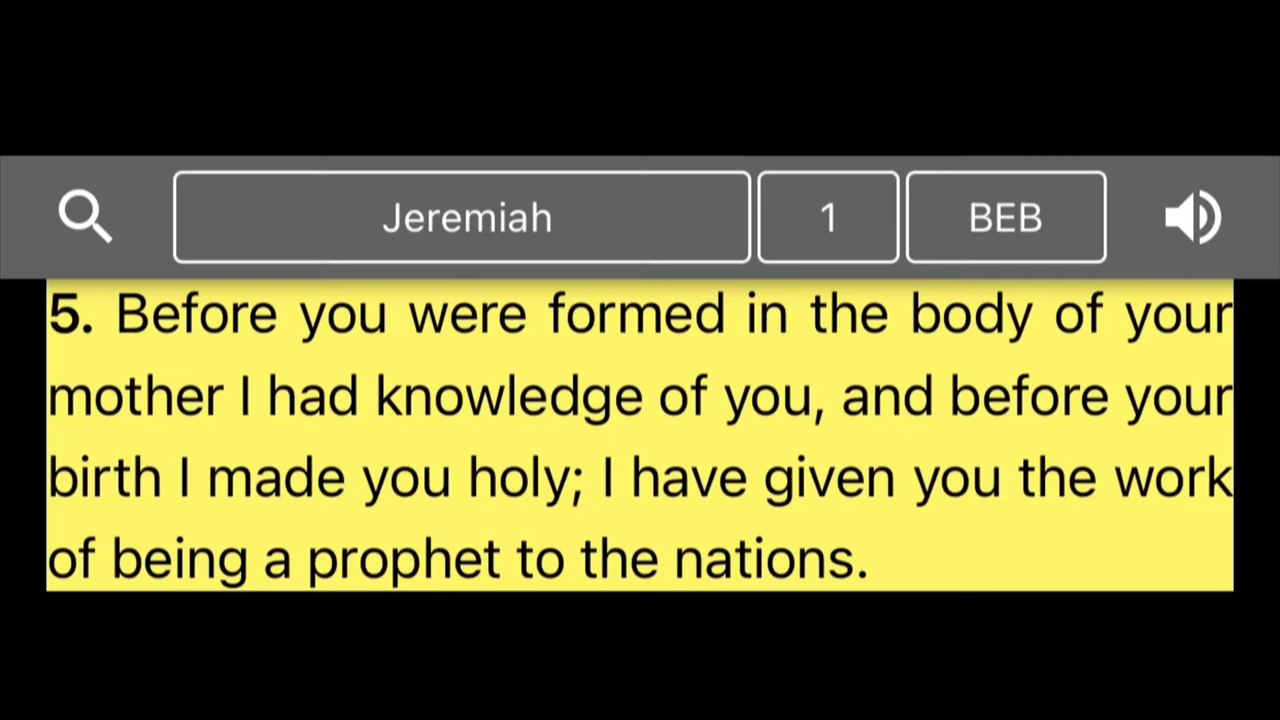 Jeremiah 1 BEB
5. Before you were formed in the body of your
mother I had knowledge of you, and before your
birth I made you holy; I have given you the work
of being a prophet to the nations.